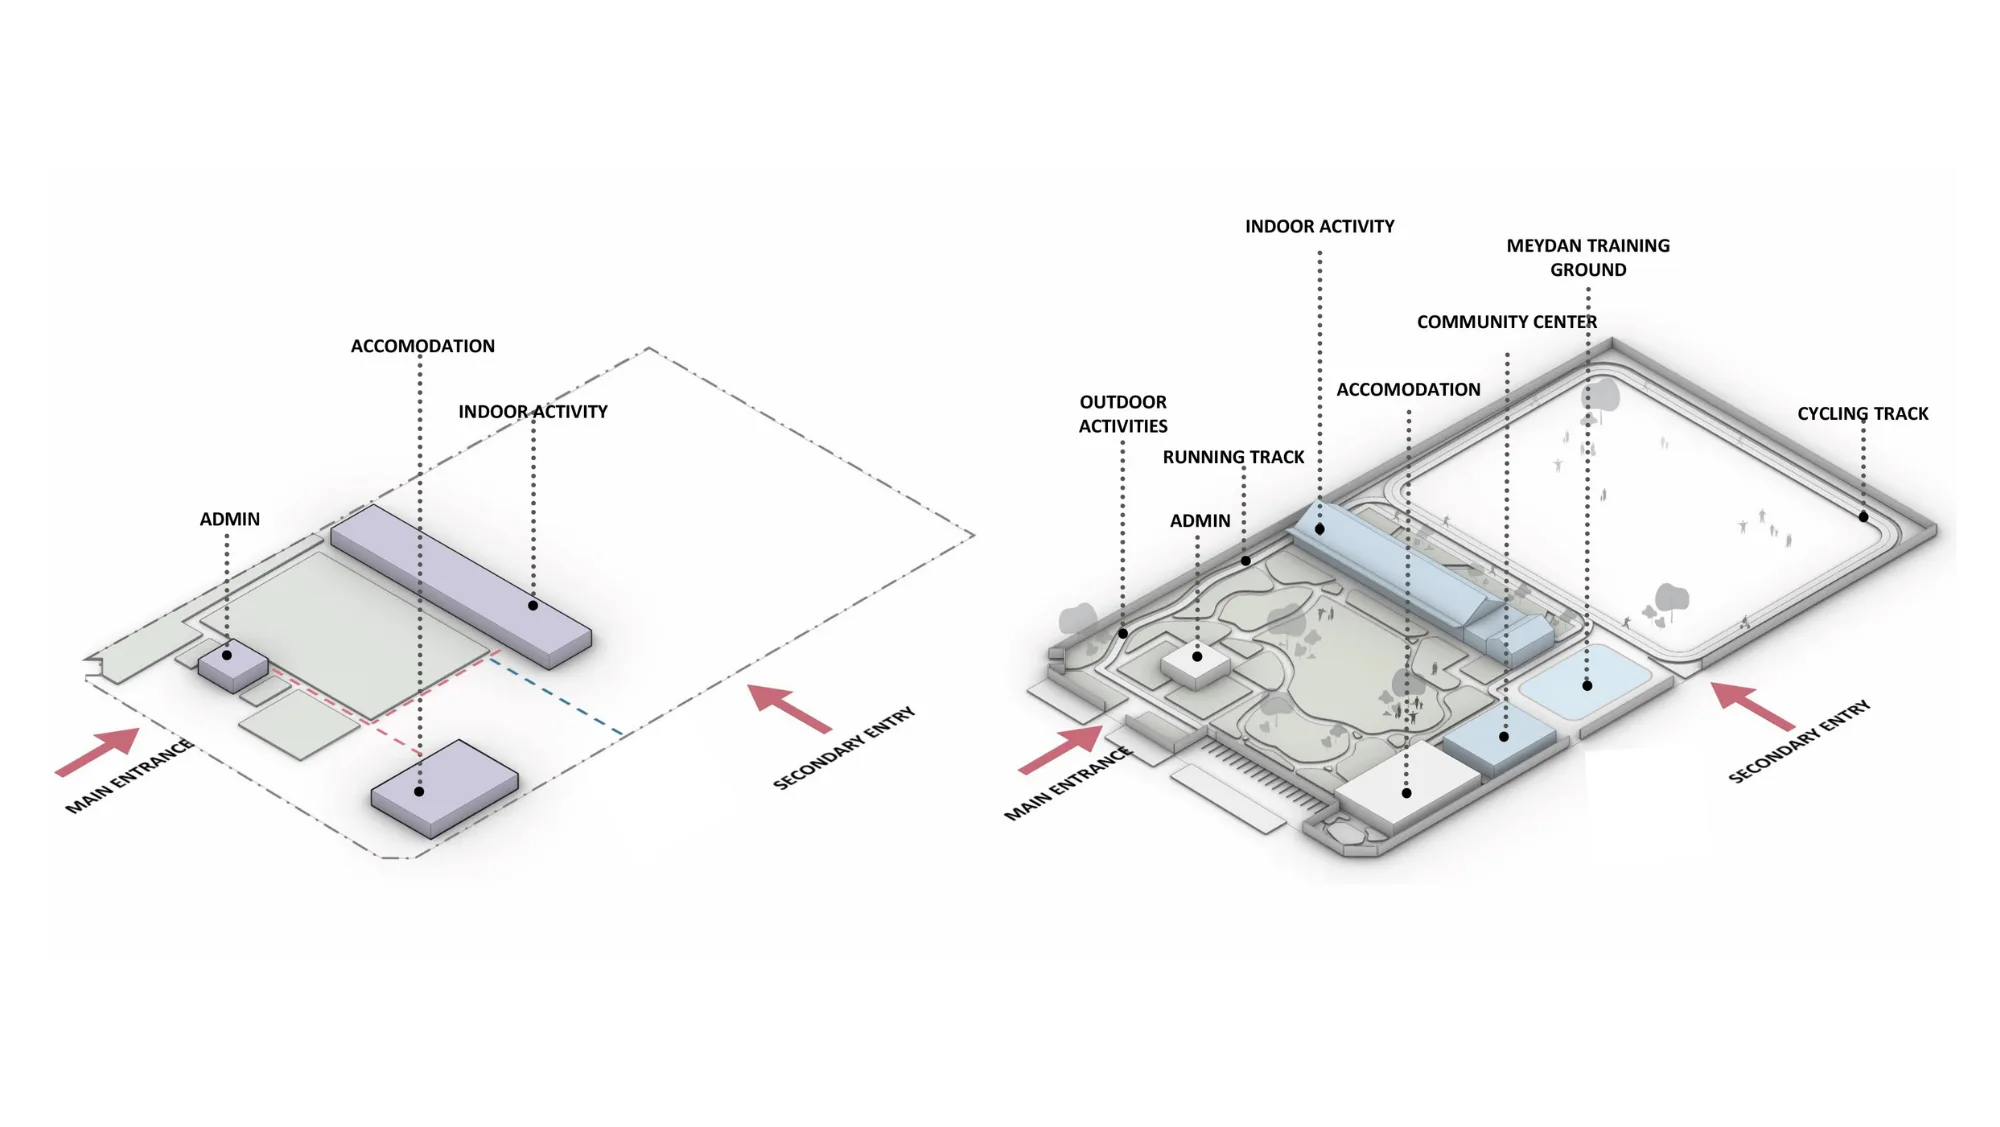 ACCOMODATION
INDOOR ACTIVITY
ADMIN
MAIN ENTRANCE
SECONDARY ENTRY
INDOOR ACTIVITY
MEYDAN TRAINING
GROUND
COMMUNITY CENTER
ACCOMODATION
OUTDOOR
ACTIVITIES
CYCLING TRACK
RUNNING TRACK
ADMIN
MAIN ENTRANCE
SECONDARY ENTRY